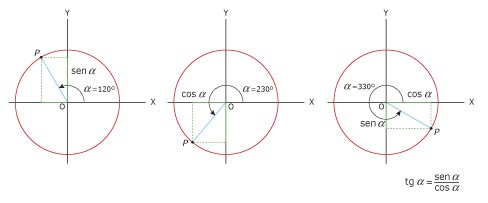 Y
P
sen α
α=120º
O
X
Y
cos α
α=230º
O
X
P
Y
α=330º
cos α
O
X
sen α
P
tg α = sen α / cos α